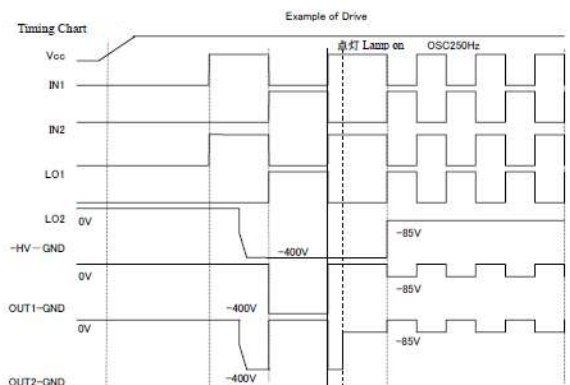 Example of Drive
Timing Chart
点灯 Lamp on OSC250Hz
Vcc
IN1
IN2
LO1
LO2 0V
-HV-GND -400V -85V
0V
-85V
OUT1-GND -400V
0V
-85V
OUT2-GND -400V